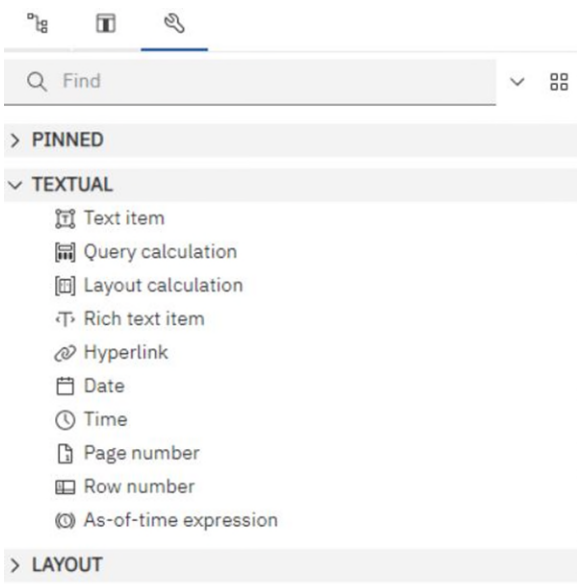 Find
PINNED
TEXTUAL
Text item
Query calculation
Layout calculation
Rich text item
Hyperlink
Date
Time
Page number
Row number
As-of-time expression
LAYOUT